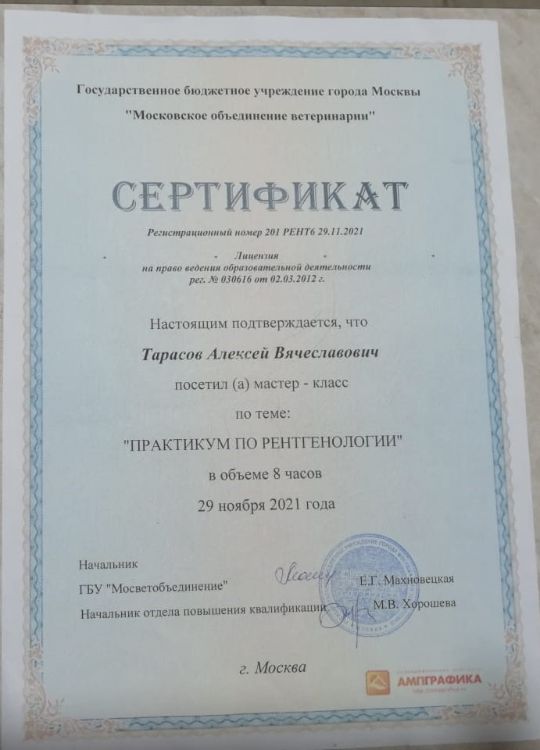 Государственное бюджетное учреждение города Москвы
"Московское объединение ветеринарии"
СЕРТИФИКАТ
Регистрационный номер 201 РЕНТ6 29.11.2021
Лицензия
на право ведения образовательной деятельности
рег. № 030616 от 02.03.2012 г.
Настоящим подтверждается, что
Тарасов Алексей Вячеславович
посетил (а) мастер - класс
по теме:
"ПРАКТИКУМ ПО РЕНТГЕНОЛОГИИ"
в объеме 8 часов
29 ноября 2021 года
Начальник
ГБУ "Мосветобъединение" Е.Г. Махновецкая
Начальник отдела повышения квалификации М.В. Хорошева
г. Москва
АМПГРАФИКА